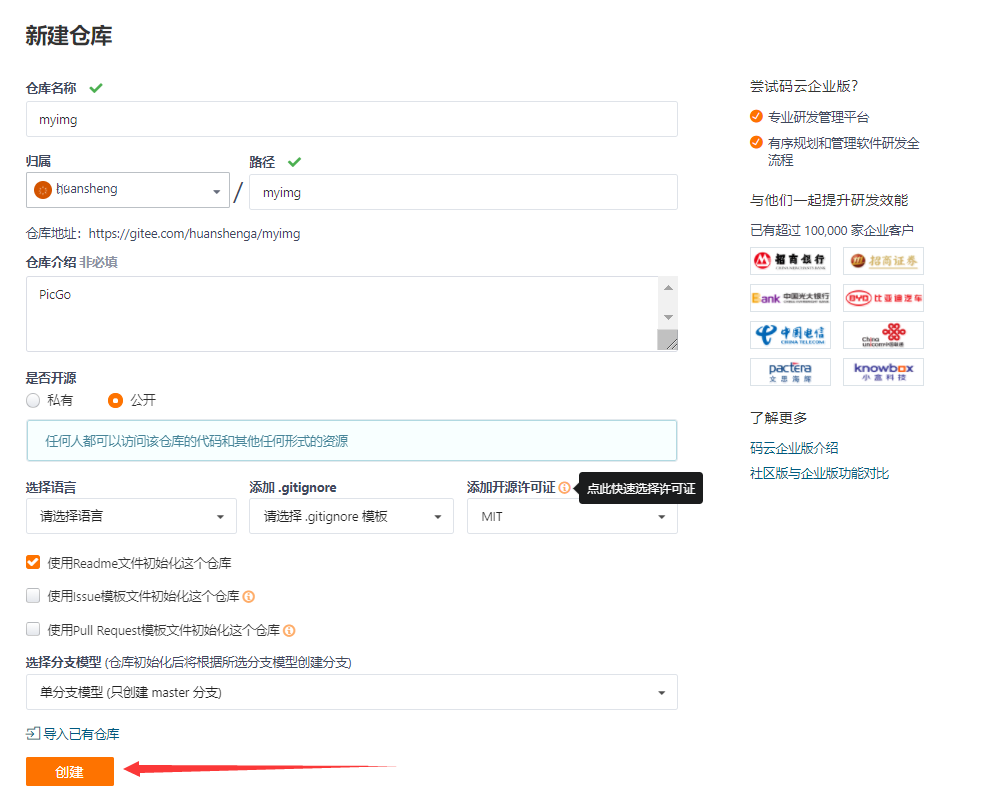 新建仓库
仓库名称
myimg
归属
路径
huansheng
/
myimg
仓库地址：https://gitee.com/huanshenga/myimg
仓库介绍 非必填
PicGo
是否开源
私有
公开
任何人都可以访问该仓库的代码和其他任何形式的资源
选择语言
添加 .gitignore
添加开源许可证
点此快速选择许可证
请选择语言
请选择 .gitignore 模板
MIT
使用Readme文件初始化这个仓库
使用Issue模板文件初始化这个仓库
使用Pull Request模板文件初始化这个仓库
选择分支模型 (仓库初始化后将根据所选分支模型创建分支)
单分支模型 (只创建 master 分支)
导入已有仓库
创建
尝试码云企业版？
专业研发管理平台
有序规划和管理软件研发全
流程
与他们一起提升研发效能
已有超过 100,000 家企业客户
招商银行
招商证券
Bank 中国光大银行
BYD 比亚迪汽车
中国电信
CHINA TELECOM
China
unicom中国联通
pactera
文思海辉
knowbox
小盒科技
了解更多
码云企业版介绍
社区版与企业版功能对比